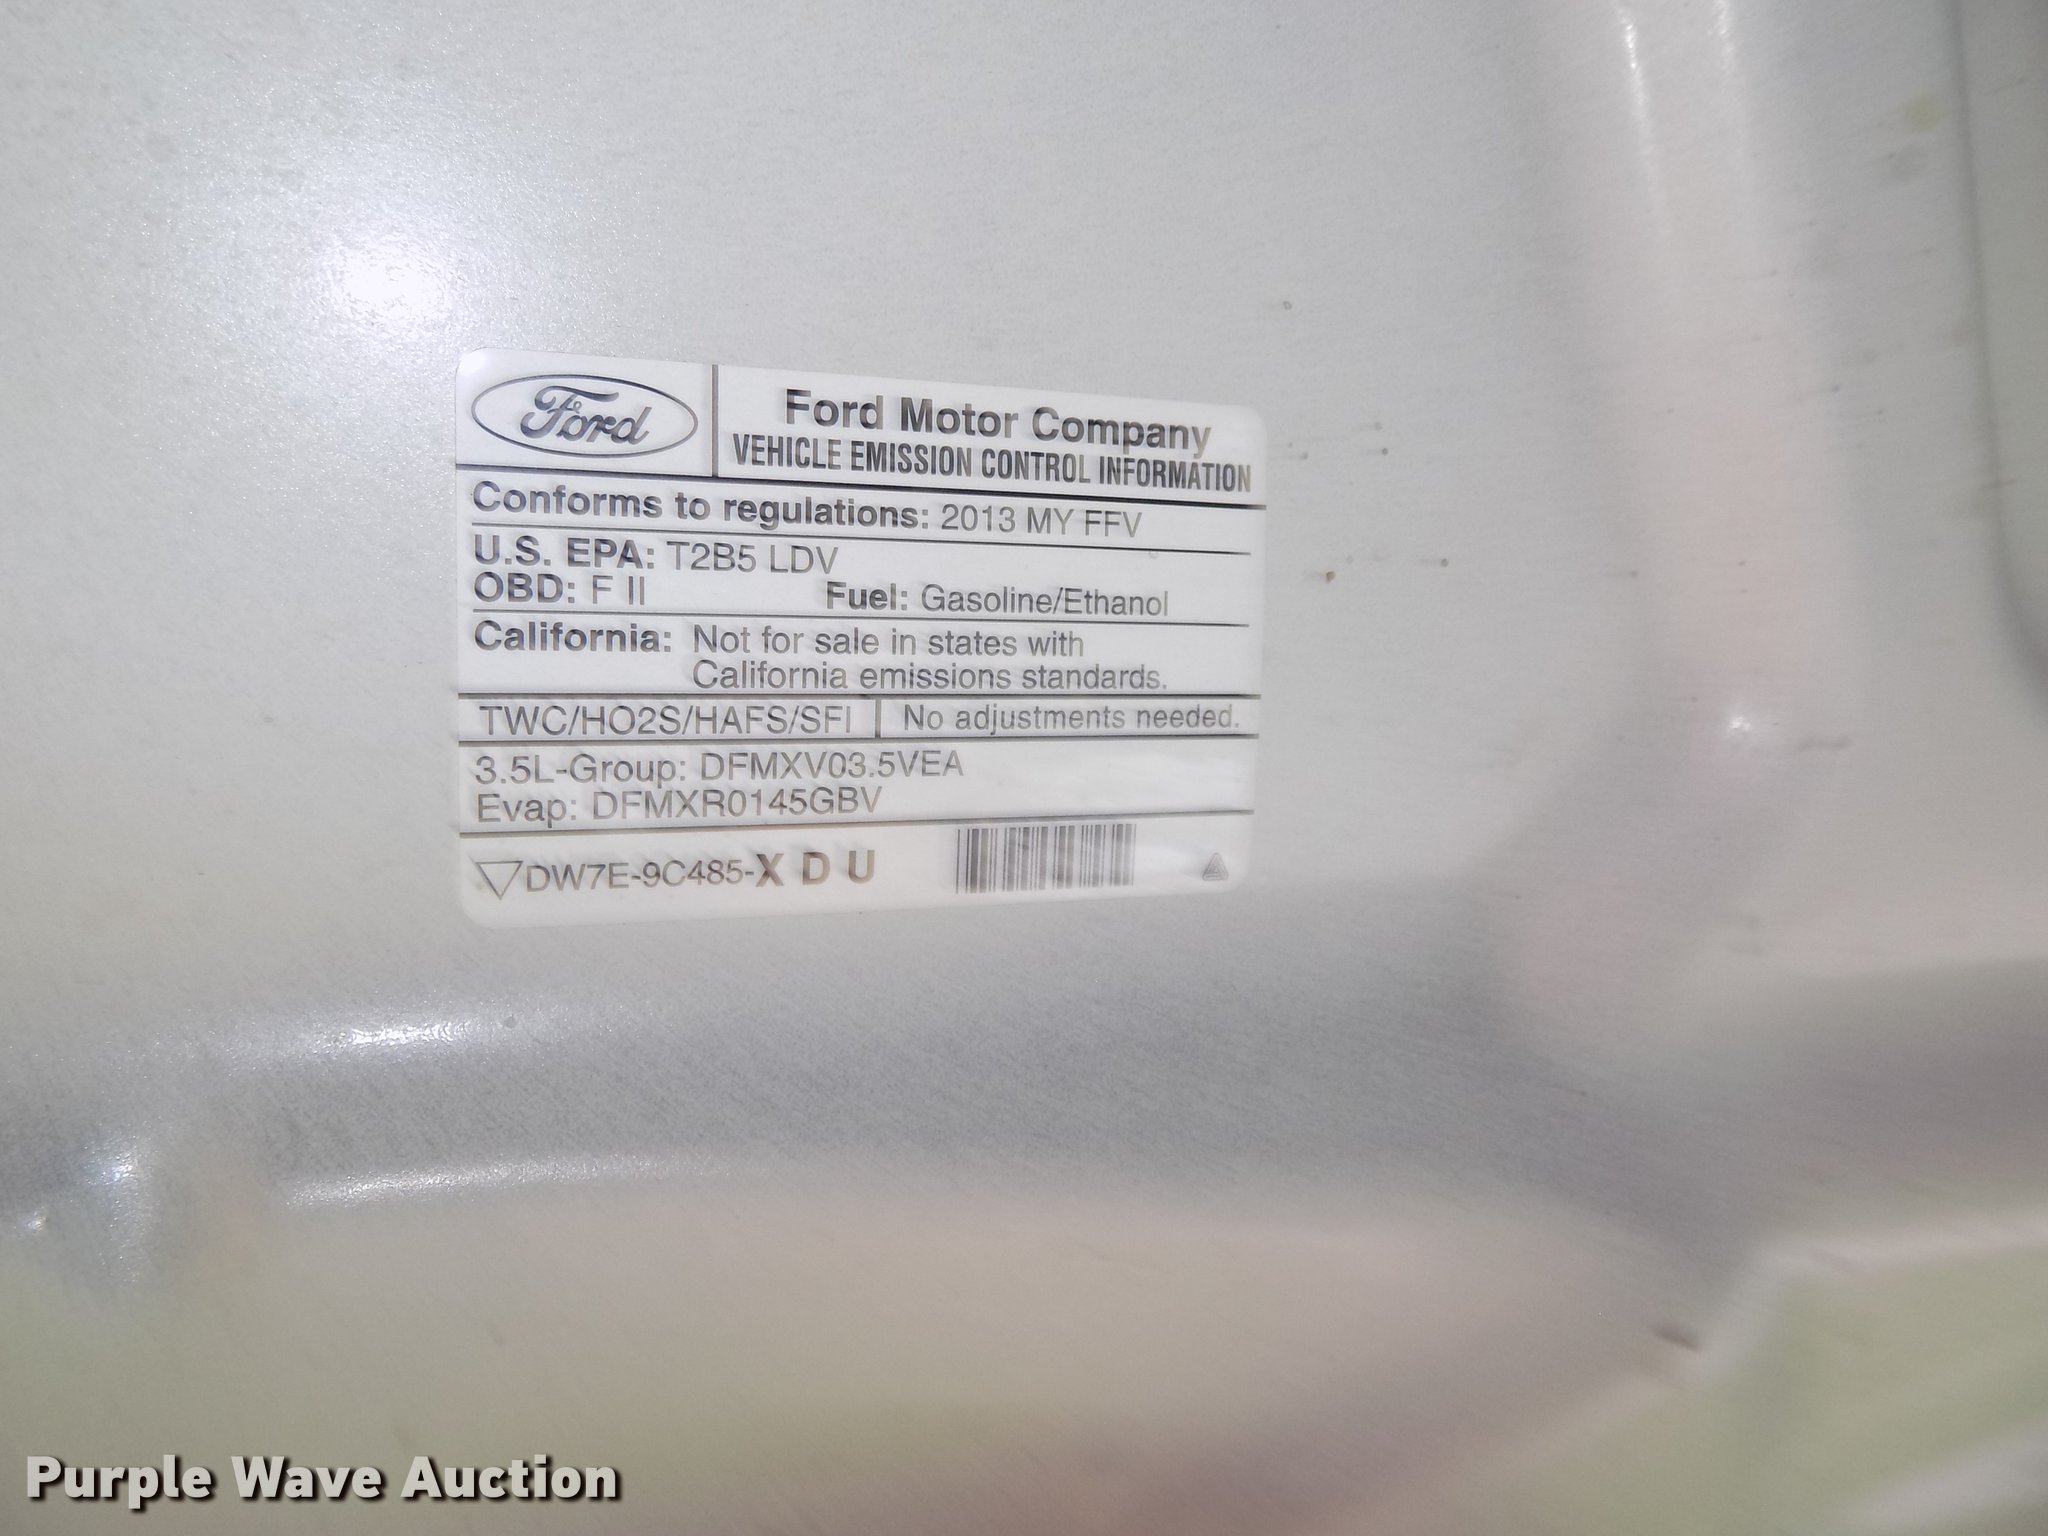 Ford
Ford Motor Company
VEHICLE EMISSION CONTROL INFORMATION
Conforms to regulations: 2013 MY FFV
U.S. EPA: T2B5 LDV
OBD: F II Fuel: Gasoline/Ethanol
California: Not for sale in states with
California emissions standards.
TWC/HO2S/HAFS/SFI No adjustments needed.
3.5L-Group: DFMXV03.5VEA
Evap: DFMXR0145GBV
DW7E-9C485-X D U
Purple Wave Auction